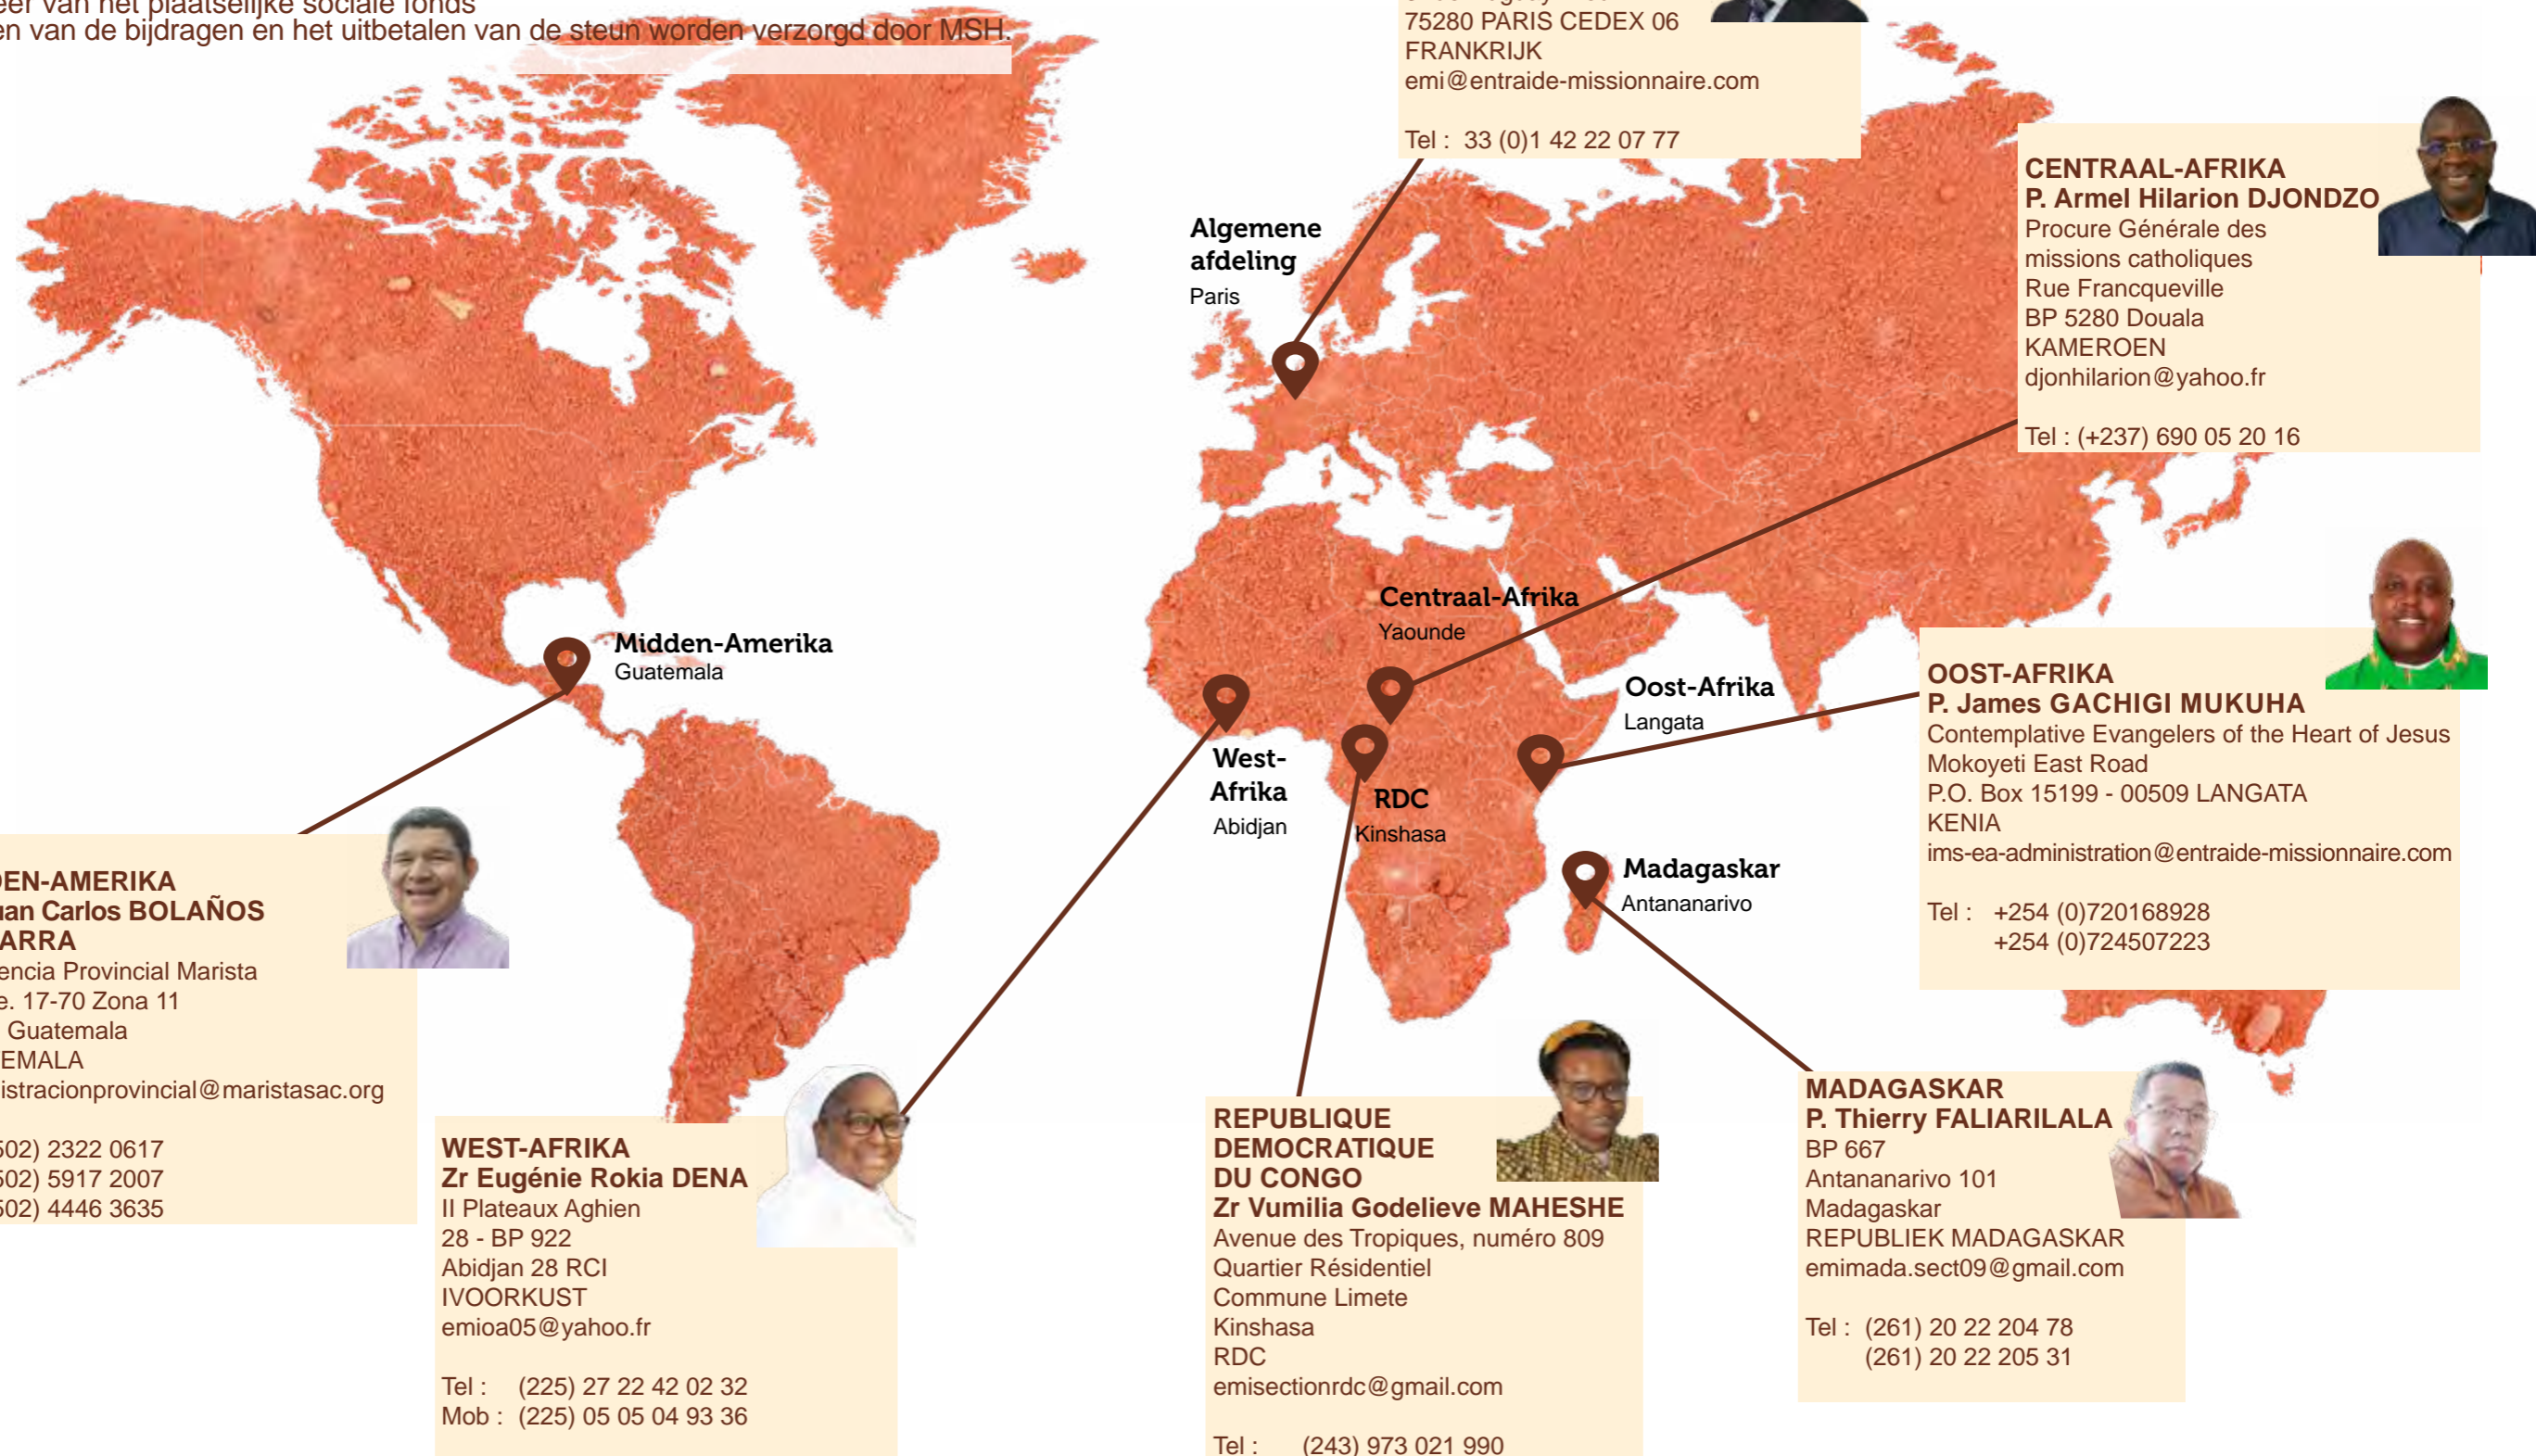 van het plaatsijke sociale fonds
van de bijdragen en het uitbetalen van de steun worden verzorgd door MSH.
75280 PARIS CEDEX 06
FRANKRIJK
emi@entraide-missionnaire.com
Tel : 33 (0)1 42 22 07 77
CENTRAAL-AFRIKA
P. Armel Hilarion DJONDZO
Procure Générale des
missions catholiques
Rue Francqueville
BP 5280 Douala
KAMEROEN
djonhilarion@yahoo.fr
Tel : (+237) 690 05 20 16
Algemene
afdeling
Paris
Midden-Amerika
Guatemala
Centraal-Afrika
Yaounde
Oost-Afrika
Langata
West-
Afrika
Abidjan
RDC
Kinshasa
Madagaskar
Antananarivo
OOST-AFRIKA
P. James GACHIGI MUKUHA
Contemplative Evangelers of the Heart of Jesus
Mokoyeti East Road
P.O. Box 15199 - 00509 LANGATA
KENIA
ims-ea-administration@entraide-missionnaire.com
Tel : +254 (0)720168928
+254 (0)724507223
DEN-AMERIKA
uan Carlos BOLAÑOS
ARRA
encia Provincial Marista
e. 17-70 Zona 11
Guatemala
EMALA
istracionprovincial@maristasac.org
502) 2322 0617
502) 5917 2007
502) 4446 3635
WEST-AFRIKA
Zr Eugénie Rokia DENA
II Plateaux Aghien
28 - BP 922
Abidjan 28 RCI
IVOORKUST
emioa05@yahoo.fr
Tel : (225) 27 22 42 02 32
Mob : (225) 05 05 04 93 36
REPUBLIQUE
DEMOCRATIQUE
DU CONGO
Zr Vumilia Godelieve MAHESHE
Avenue des Tropiques, numéro 809
Quartier Résidentiel
Commune Limete
Kinshasa
RDC
emisectionrdc@gmail.com
Tel : (243) 973 021 990
MADAGASKAR
P. Thierry FALIARILALA
BP 667
Antananarivo 101
Madagaskar
REPUBLIEK MADAGASKAR
emimada.sect09@gmail.com
Tel : (261) 20 22 204 78
(261) 20 22 205 31